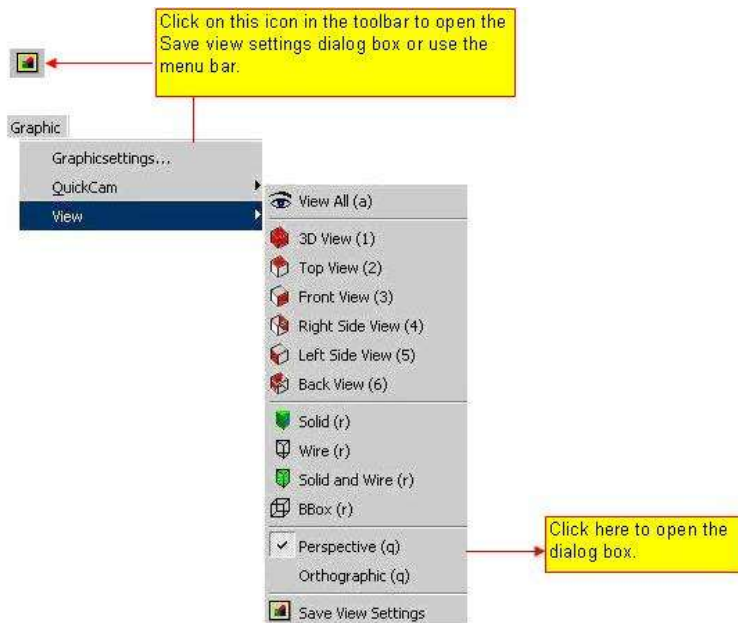 Click on this icon in the toolbar to open the
Save view settings dialog box or use the
menu bar.
Graphic
Graphicsettings...
QuickCam
View
View All (a)
3D View (1)
Top View (2)
Front View (3)
Right Side View (4)
Left Side View (5)
Back View (6)
Solid (r)
Wire (r)
Solid and Wire (r)
BBox (r)
Perspective (q)
Orthographic (q)
Save View Settings
Click here to open the
dialog box.